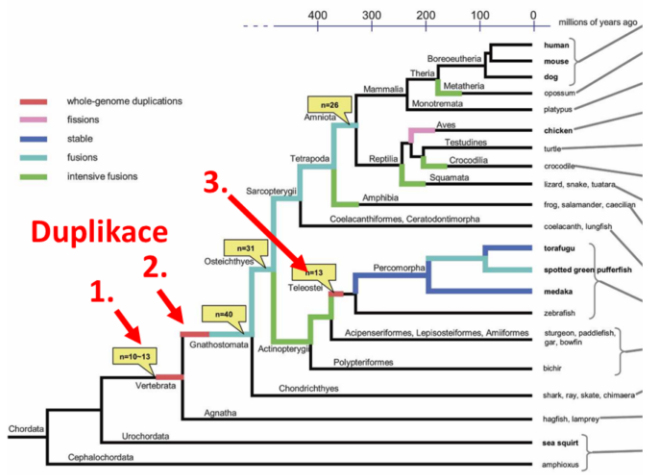 400 300 200 100 0 millions of years ago
human
Boreoeutheria
mouse
Theria
dog
Mammalia
Metatheria
opossum
n=26
Monotremata
platypus
whole-genome duplications
Amniota
fissions
Aves
chicken
stable
Testudines
turtle
fusions
Tetrapoda
Reptilia
Crocodilia
crocodile
intensive fusions
3.
Squamata
lizard, snake, tuatara
Sarcopterygii
Amphibia
frog, salamander, caecilian
Duplikace
Coelacanthiformes, Ceratodontimorpha
coelacanth, lungfish
n=31
torafugu
2.
Osteichthyes
n=13
Percomorpha
spotted green pufferfish
1.
Teleostei
medaka
n=40
zebrafish
Gnathostomata
Actinopterygii
Acipenseriformes, Lepisosteiformes, Amiiformes
sturgeon, paddlefish,
gar, bowfin
n=10~13
Polypteriformes
bichir
Vertebrata
Chondrichthyes
shark, ray, skate, chimaera
Agnatha
hagfish, lamprey
Chordata
Urochordata
sea squirt
Cephalochordata
amphioxus